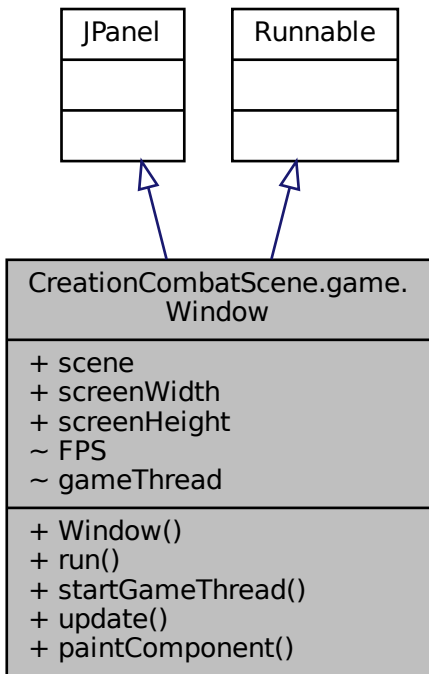 JPanel
Runnable
CreationCombatScene.game.
Window
+ scene
+ screenWidth
+ screenHeight
~ FPS
~ gameThread
+ Window()
+ run()
+ startGameThread()
+ update()
+ paintComponent()